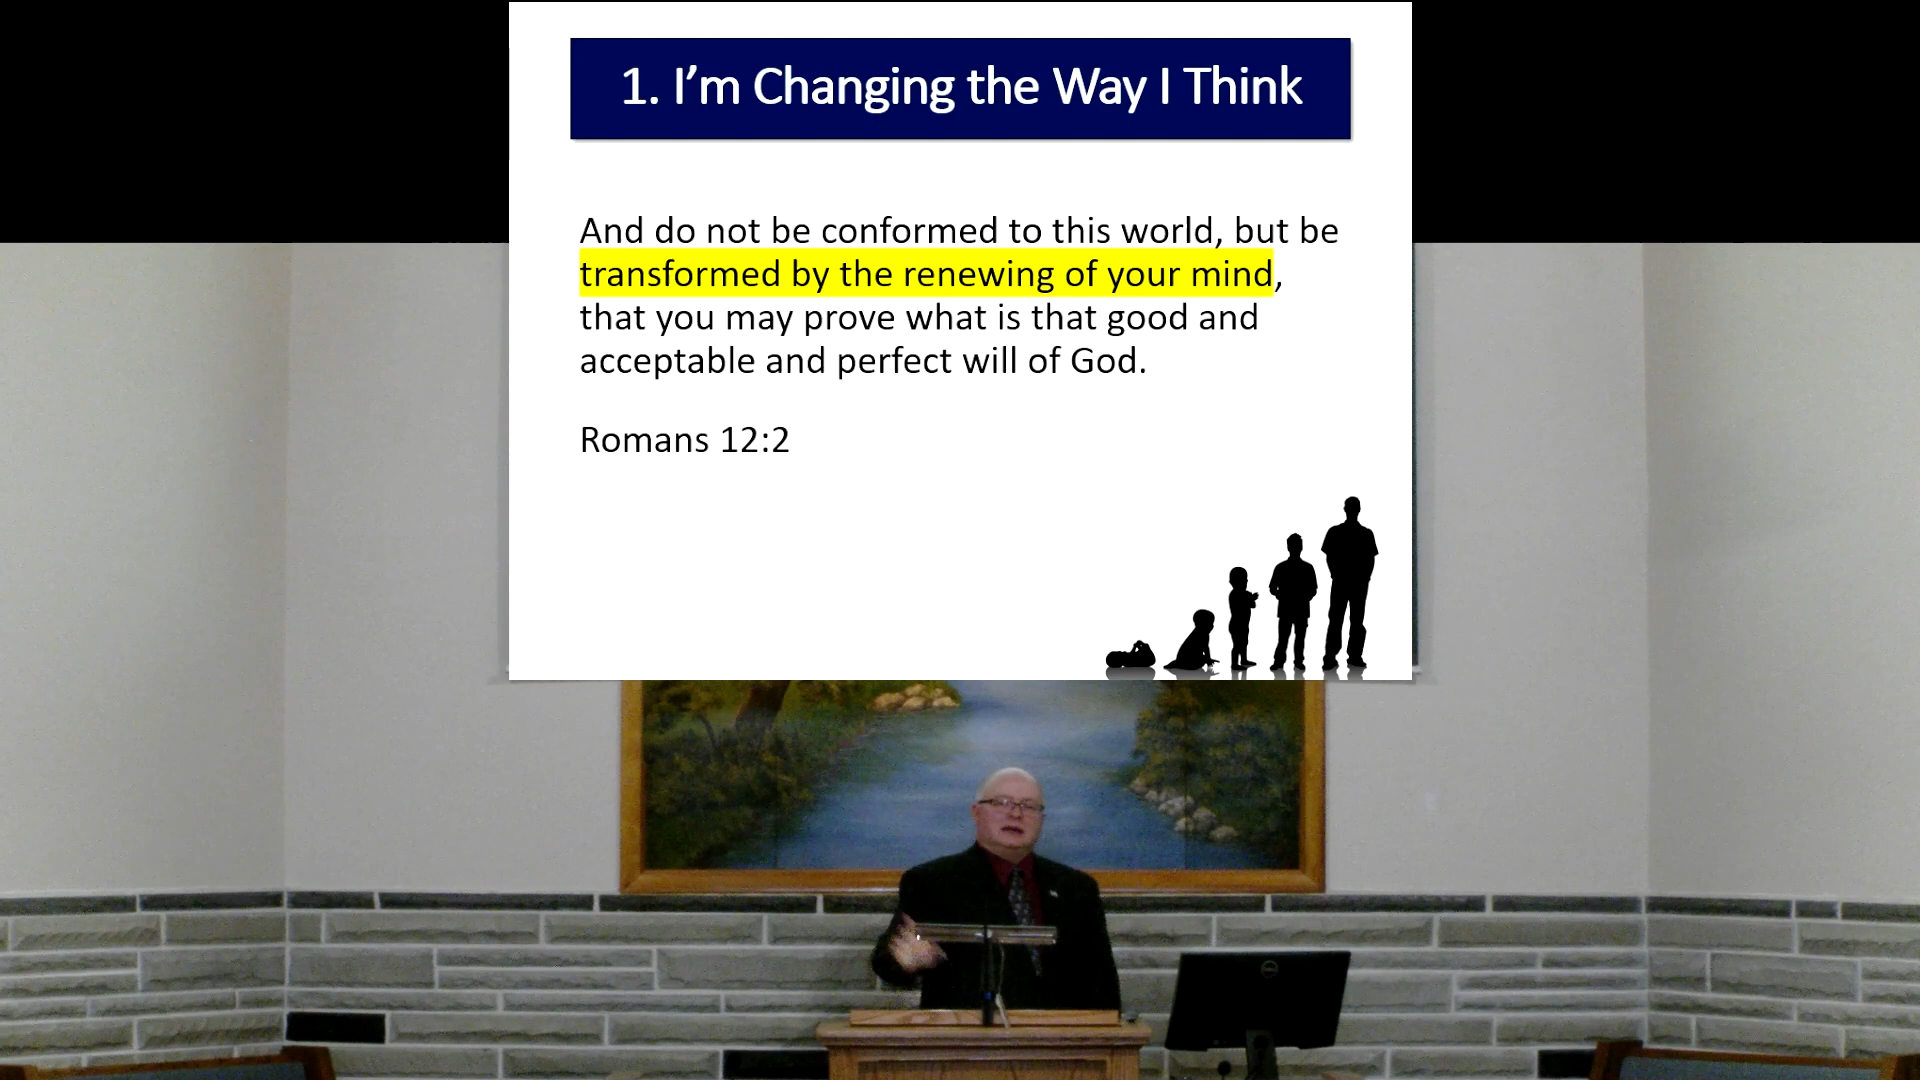 1. I’m Changing the Way I Think
And do not be conformed to this world, but be
transformed by the renewing of your mind,
that you may prove what is that good and
acceptable and perfect will of God.
Romans 12:2
DELL